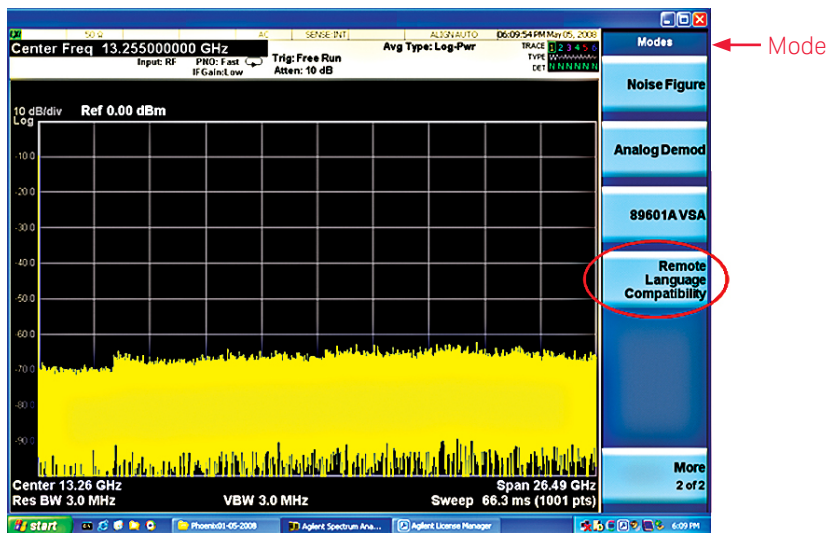 50 Ω AC SENSE:INT ALIGN AUTO 06:09:54 PM May 05, 2008
Center Freq 13.255000000 GHz
Input: RF
PNO: Fast
IFGain:Low
Trig: Free Run
Atten: 10 dB
Avg Type: Log-Pwr
TRACE 1 2 3 4 5 6
TYPE W
DET N N N N N N
10 dB/div Ref 0.00 dBm
Log
-10.0
-20.0
-30.0
-40.0
-50.0
-60.0
-70.0
-80.0
-90.0
Center 13.26 GHz
Span 26.49 GHz
Res BW 3.0 MHz
VBW 3.0 MHz
Sweep 66.3 ms (1001 pts)
Modes
Mode
Noise Figure
Analog Demod
89601A VSA
Remote
Language
Compatibility
More
2 of 2
start
Phoenix01-05-2008
Agilent Spectrum Ana...
Agilent License Manager
6:09 PM